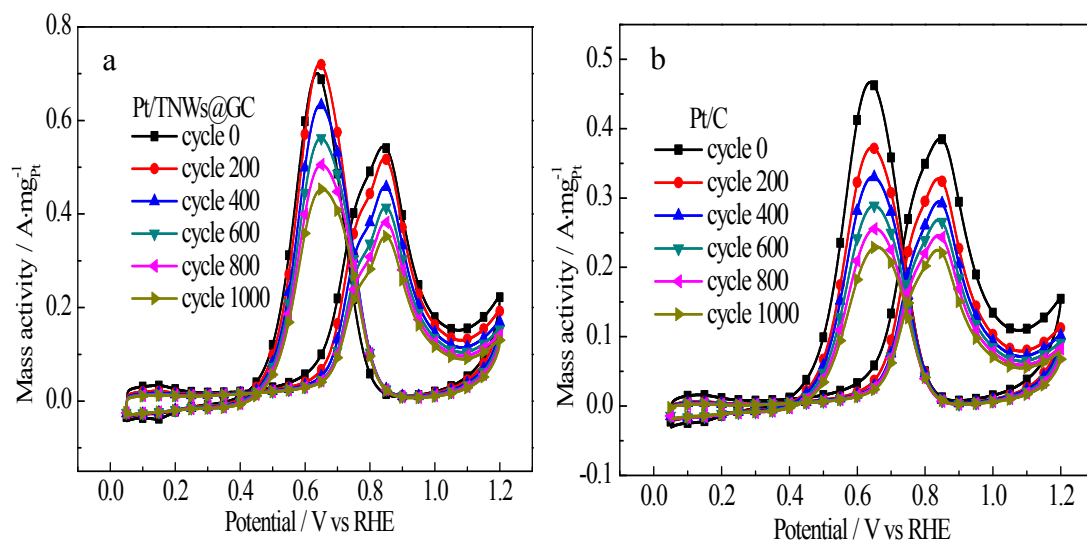 a
Pt/TNWs@GC
cycle 0
cycle 200
cycle 400
cycle 600
cycle 800
cycle 1000
Mass activity / A·mg⁻¹Pt
0.8
0.6
0.4
0.2
0.0
0.0 0.2 0.4 0.6 0.8 1.0 1.2
Potential / V vs RHE
b
Pt/C
cycle 0
cycle 200
cycle 400
cycle 600
cycle 800
cycle 1000
Mass activity / A·mg⁻¹Pt
0.5
0.4
0.3
0.2
0.1
0.0
-0.1
0.0 0.2 0.4 0.6 0.8 1.0 1.2
Potential / V vs RHE